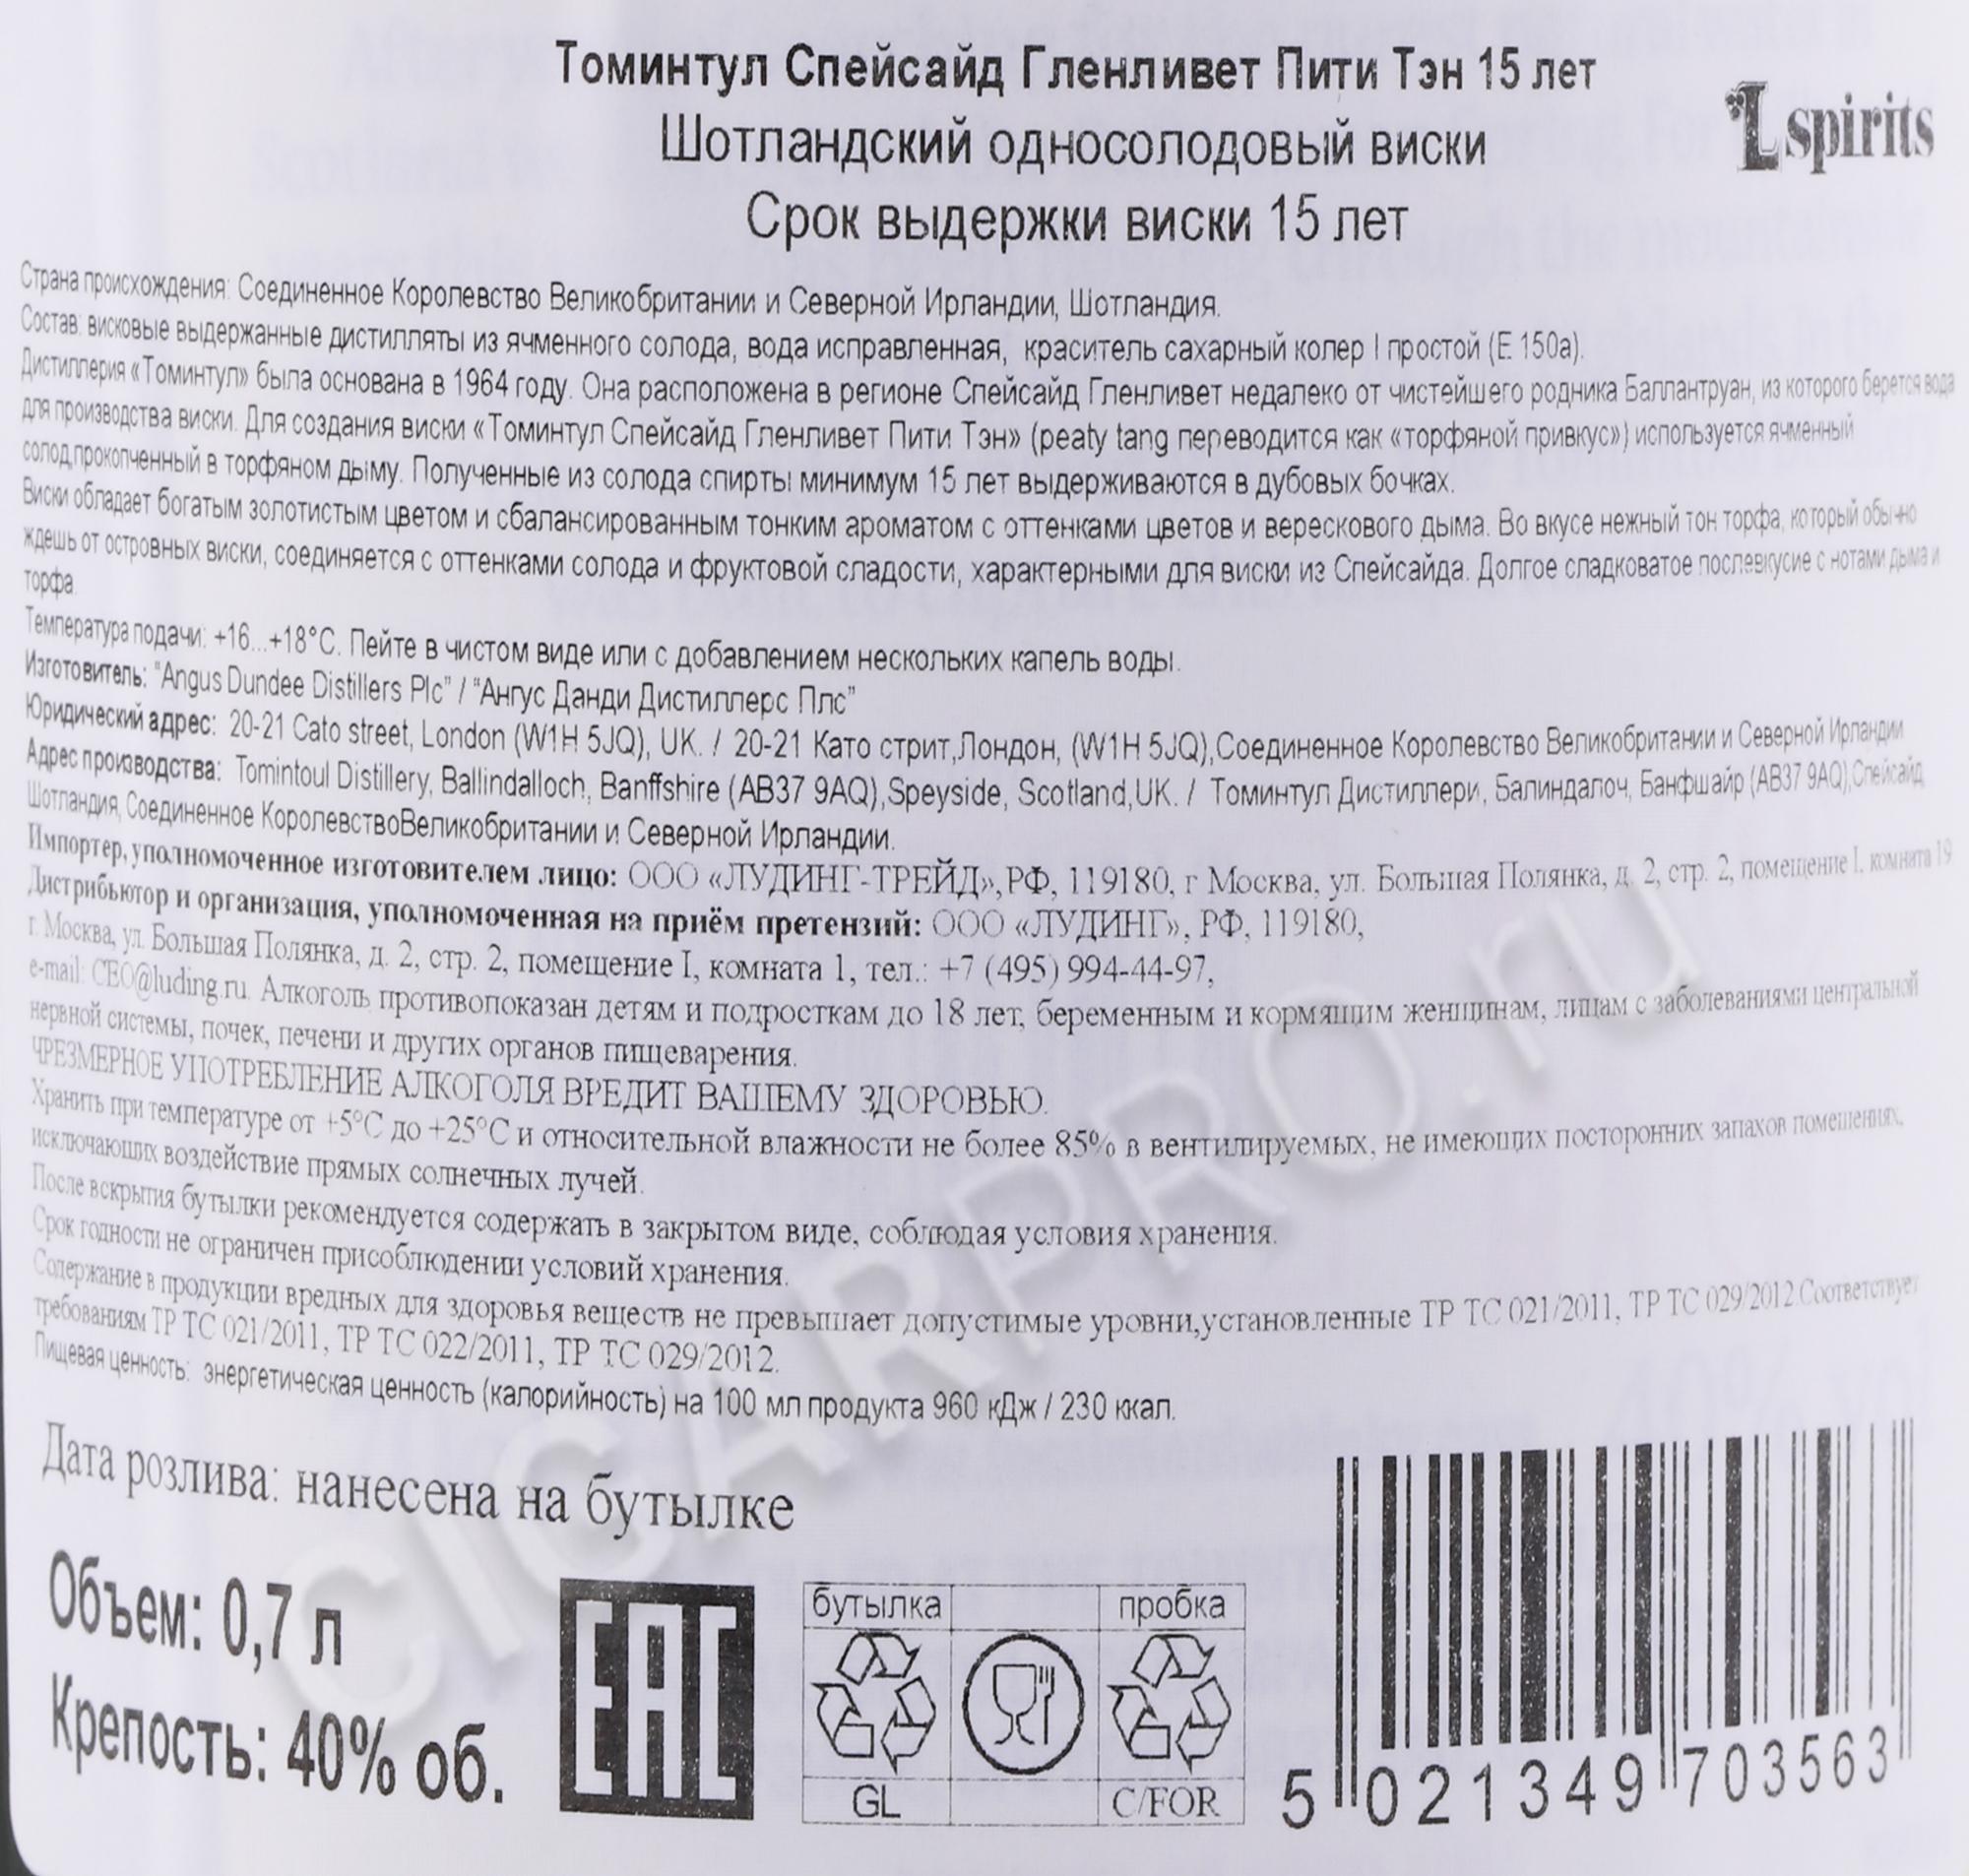 Томинтул Спейсайд Гленливет Пити Тэн 15 лет
Шотландский односолодовый виски
Срок выдержки виски 15 лет
L spirits
Страна происхождения: Соединенное Королевство Великобритании и Северной Ирландии, Шотландия.
Состав: висковые выдержанные дистилляты из ячменного солода, вода исправленная, краситель сахарный колер I простой (Е 150а).
Дистиллерия «Томинтул» была основана в 1964 году. Она расположена в регионе Спейсайд Гленливет недалеко от чистейшего родника Баллантруан, из которого берется вода
для производства виски. Для создания виски «Томинтул Спейсайд Гленливет Пити Тэн» (peaty tang переводится как «торфяной привкус») используется ячменный
солод,прокопченный в торфяном дыму. Полученные из солода спирты минимум 15 лет выдерживаются в дубовых бочках.
Виски обладает богатым золотистым цветом и сбалансированным тонким ароматом с оттенками цветов и верескового дыма. Во вкусе нежный тон торфа, который обычно
ждешь от островных виски, соединяется с оттенками солода и фруктовой сладости, характерными для виски из Спейсайда. Долгое сладковатое послевкусие с нотами дыма и
торфа.
Температура подачи: +16...+18°С. Пейте в чистом виде или с добавлением нескольких капель воды.
Изготовитель: "Angus Dundee Distillers Plc" / "Ангус Данди Дистиллерс Плс"
Юридический адрес: 20-21 Cato street, London (W1H 5JQ), UK. / 20-21 Като стрит,Лондон, (W1H 5JQ),Соединенное Королевство Великобритании и Северной Ирландии
Адрес производства: Tomintoul Distillery, Ballindalloch, Banffshire (AB37 9AQ),Speyside, Scotland,UK. / Томинтул Дистиллери, Балиндалоч, Банфшайр (AB37 9AQ),Спейсайд,
Шотландия, Соединенное КоролевствоВеликобритании и Северной Ирландии.
Импортер, уполномоченное изготовителем лицо: ООО «ЛУДИНГ-ТРЕЙД»,РФ, 119180, г Москва, ул. Большая Полянка, д. 2, стр. 2, помещение I, комната 19
Дистрибьютор и организация, уполномоченная на приём претензий: ООО «ЛУДИНГ», РФ, 119180,
г. Москва, ул. Большая Полянка, д. 2, стр. 2, помещение I, комната 1, тел.: +7 (495) 994-44-97,
e-mail: CEO@luding.ru. Алкоголь противопоказан детям и подросткам до 18 лет, беременным и кормящим женщинам, лицам с заболеваниями центральной
нервной системы, почек, печени и других органов пищеварения.
ЧРЕЗМЕРНОЕ УПОТРЕБЛЕНИЕ АЛКОГОЛЯ ВРЕДИТ ВАШЕМУ ЗДОРОВЬЮ.
Хранить при температуре от +5°С до +25°С и относительной влажности не более 85% в вентилируемых, не имеющих посторонних запахов помещениях,
исключающих воздействие прямых солнечных лучей.
После вскрытия бутылки рекомендуется содержать в закрытом виде, соблюдая условия хранения.
Срок годности не ограничен присоблюдении условий хранения.
Содержание в продукции вредных для здоровья веществ не превышает допустимые уровни,установленные ТР ТС 021/2011, ТР ТС 029/2012.Соответствует
требованиям ТР ТС 021/2011, ТР ТС 022/2011, ТР ТС 029/2012.
Пищевая ценность: энергетическая ценность (калорийность) на 100 мл продукта 960 кДж / 230 ккал.
Дата розлива: нанесена на бутылке
Объем: 0,7 л
Крепость: 40% об.
EAC
бутылка
пробка
GL
C/FOR
5 021349 703563
CIGARPRO.ru